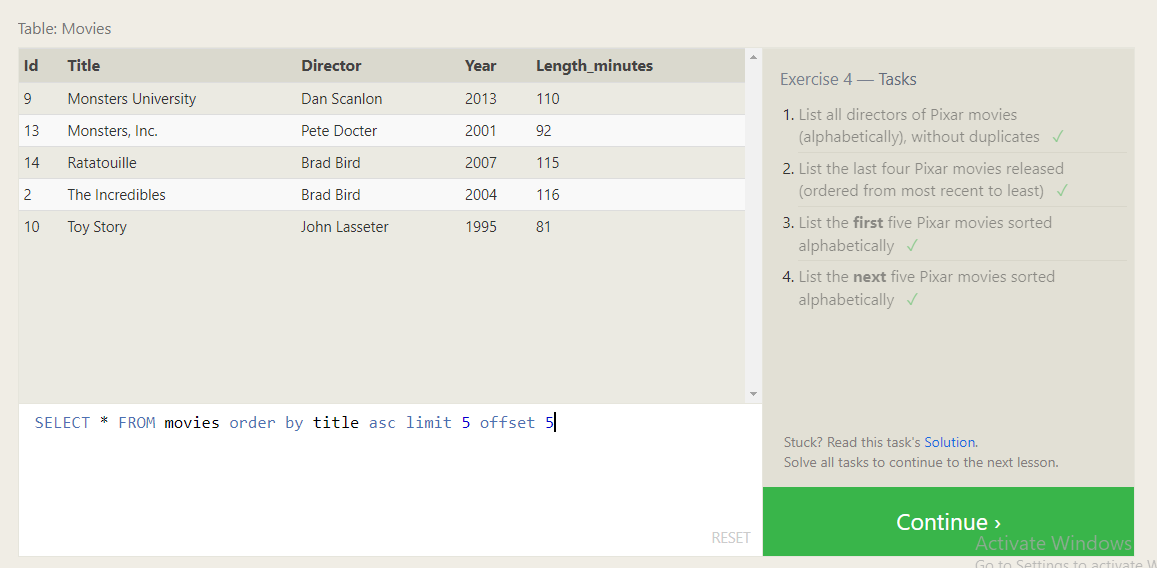 Table: Movies
Id Title Director Year Length_minutes
9 Monsters University Dan Scanlon 2013 110
13 Monsters, Inc. Pete Docter 2001 92
14 Ratatouille Brad Bird 2007 115
2 The Incredibles Brad Bird 2004 116
10 Toy Story John Lasseter 1995 81
SELECT * FROM movies order by title asc limit 5 offset 5
RESET
Exercise 4 — Tasks
1. List all directors of Pixar movies
(alphabetically), without duplicates ✓
2. List the last four Pixar movies released
(ordered from most recent to least) ✓
3. List the first five Pixar movies sorted
alphabetically ✓
4. List the next five Pixar movies sorted
alphabetically ✓
Stuck? Read this task's Solution.
Solve all tasks to continue to the next lesson.
Continue ›
Activate Windows
Go to Settings to activate W